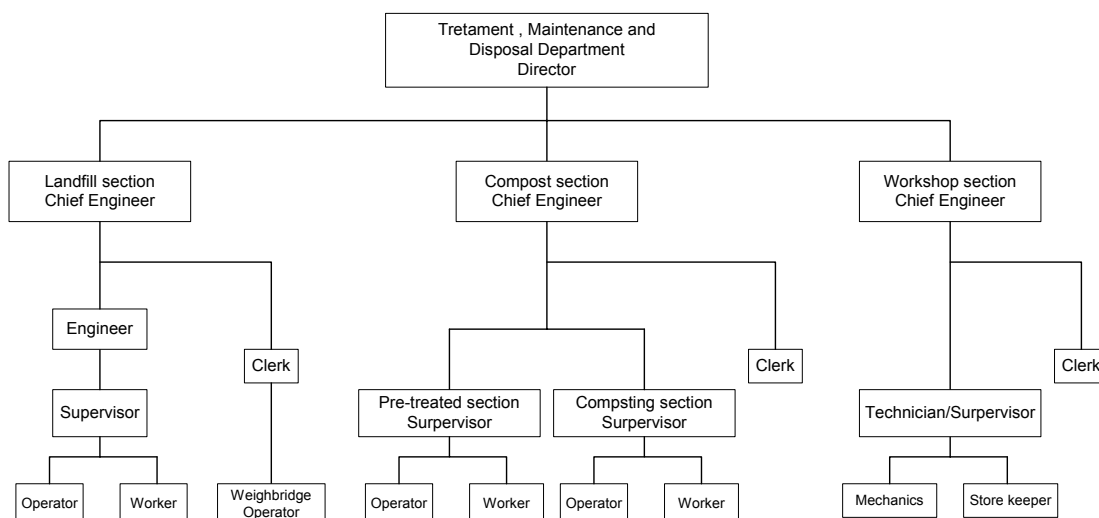 Tretament , Maintenance and
Disposal Department
Director
Landfill section
Chief Engineer
Compost section
Chief Engineer
Workshop section
Chief Engineer
Engineer
Clerk
Clerk
Clerk
Supervisor
Pre-treated section
Surpervisor
Compsting section
Surpervisor
Technician/Surpervisor
Operator
Worker
Weighbridge
Operator
Operator
Worker
Operator
Worker
Mechanics
Store keeper